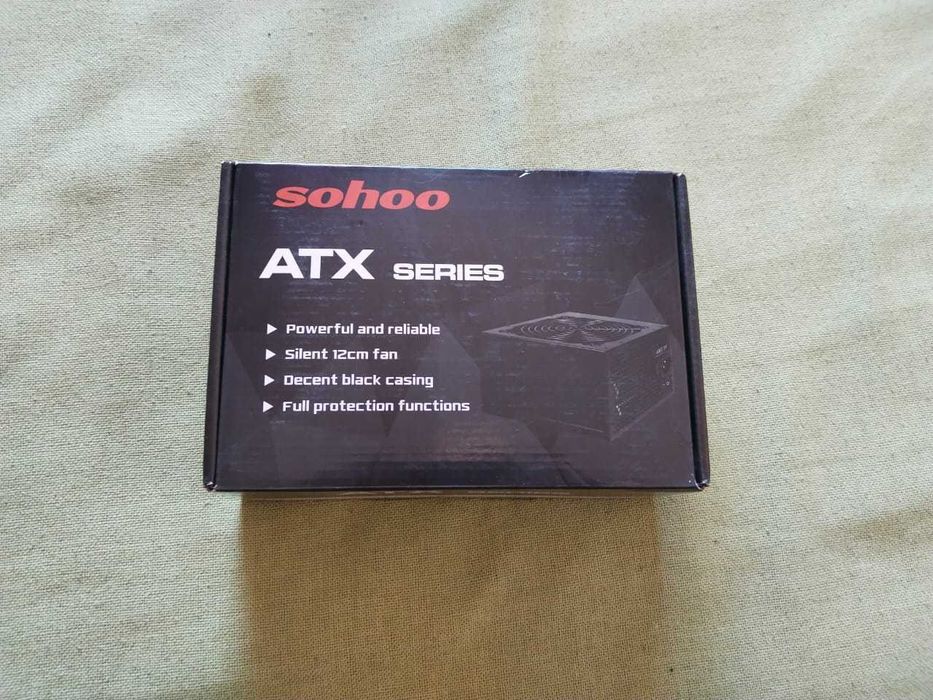 sohoo
ATX SERIES
Powerful and reliable
Silent 12cm fan
Decent black casing
Full protection functions